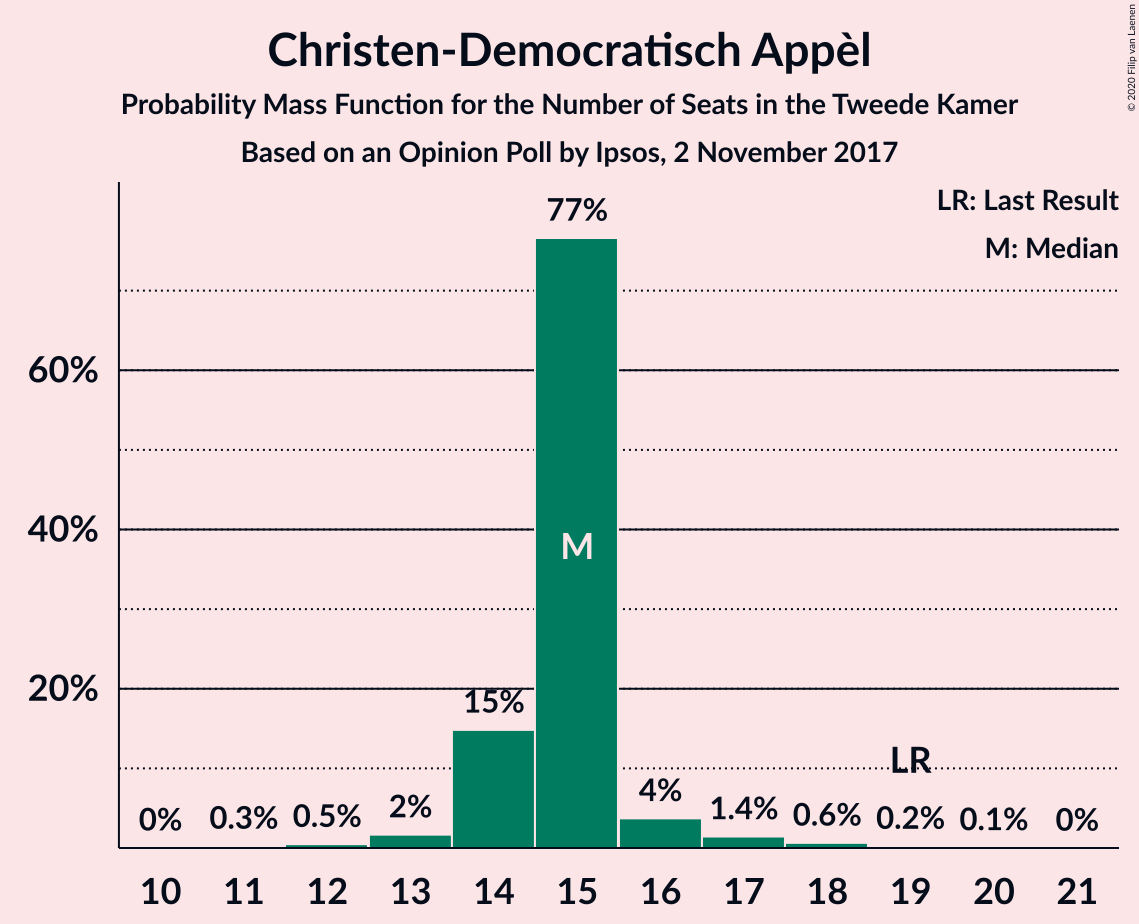 Christen-Democratisch Appèl
Probability Mass Function for the Number of Seats in the Tweede Kamer
Based on an Opinion Poll by Ipsos, 2 November 2017
© 2020 Filip van Laenen
LR: Last Result
M: Median
77%
60%
40%
M
20%
15%
LR
0%
0.3%
0.5%
2%
4%
1.4%
0.6%
0.2%
0.1%
0%
10 11 12 13 14 15 16 17 18 19 20 21